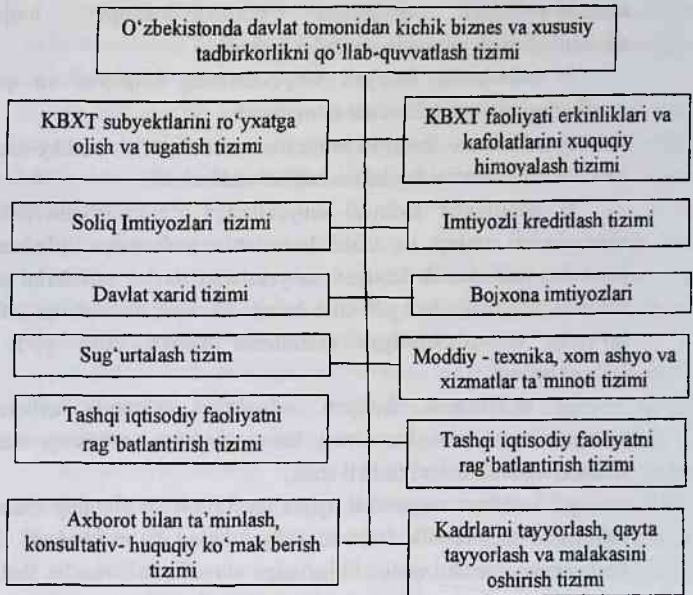 O‘zbekistonda davlat tomonidan kichik biznes va xususiy
tadbirkorlikni qo‘llab-quvvatlash tizimi
KBXT subyektlarini ro‘yxatga
olish va tugatish tizimi
KBXT faoliyati erkinliklari va
kafolatlarini xuquqiy
himoyalash tizimi
Soliq Imtiyozlari tizimi
Imtiyozli kreditlash tizimi
Davlat xarid tizimi
Bojxona imtiyozlari
Sug‘urtalash tizim
Moddiy - texnika, xom ashyo va
xizmatlar ta’minoti tizimi
Tashqi iqtisodiy faoliyatni
rag‘batlantirish tizimi
Tashqi iqtisodiy faoliyatni
rag‘batlantirish tizimi
Axborot bilan ta’minlash,
konsultativ- huquqiy ko‘mak berish
tizimi
Kadrlarni tayyorlash, qayta
tayyorlash va malakasini
oshirish tizimi